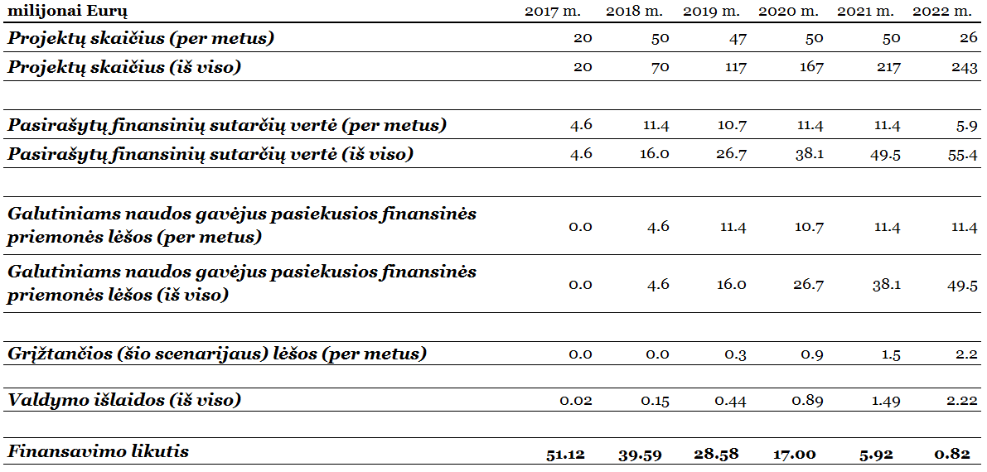 milijonai Eurų 2017 m. 2018 m. 2019 m. 2020 m. 2021 m. 2022 m.
Projektų skaičius (per metus) 20 50 47 50 50 26
Projektų skaičius (iš viso) 20 70 117 167 217 243
Pasirašytų finansinių sutarčių vertė (per metus) 4.6 11.4 10.7 11.4 11.4 5.9
Pasirašytų finansinių sutarčių vertė (iš viso) 4.6 16.0 26.7 38.1 49.5 55.4
Galutiniams naudos gavėjus pasiekusios finansinės
priemonės lėšos (per metus) 0.0 4.6 11.4 10.7 11.4 11.4
Galutiniams naudos gavėjus pasiekusios finansinės
priemonės lėšos (iš viso) 0.0 4.6 16.0 26.7 38.1 49.5
Grįžtančios (šio scenarijaus) lėšos (per metus) 0.0 0.0 0.3 0.9 1.5 2.2
Valdymo išlaidos (iš viso) 0.02 0.15 0.44 0.89 1.49 2.22
Finansavimo likutis 51.12 39.59 28.58 17.00 5.92 0.82